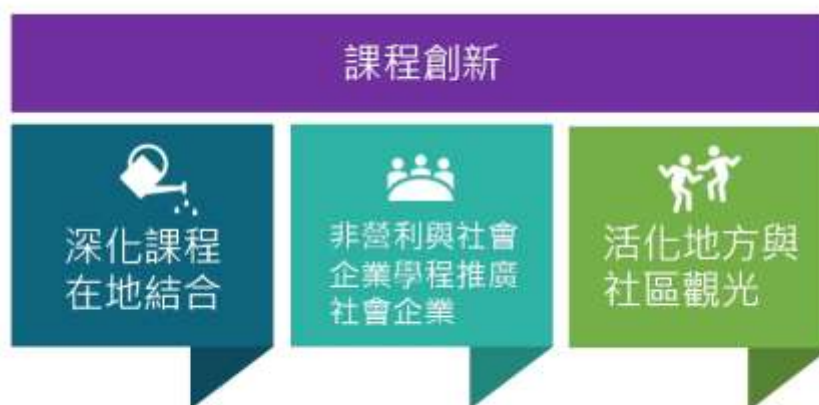 課程創新
深化課程
在地結合
非營利與社會
企業學程推廣
社會企業
活化地方與
社區觀光